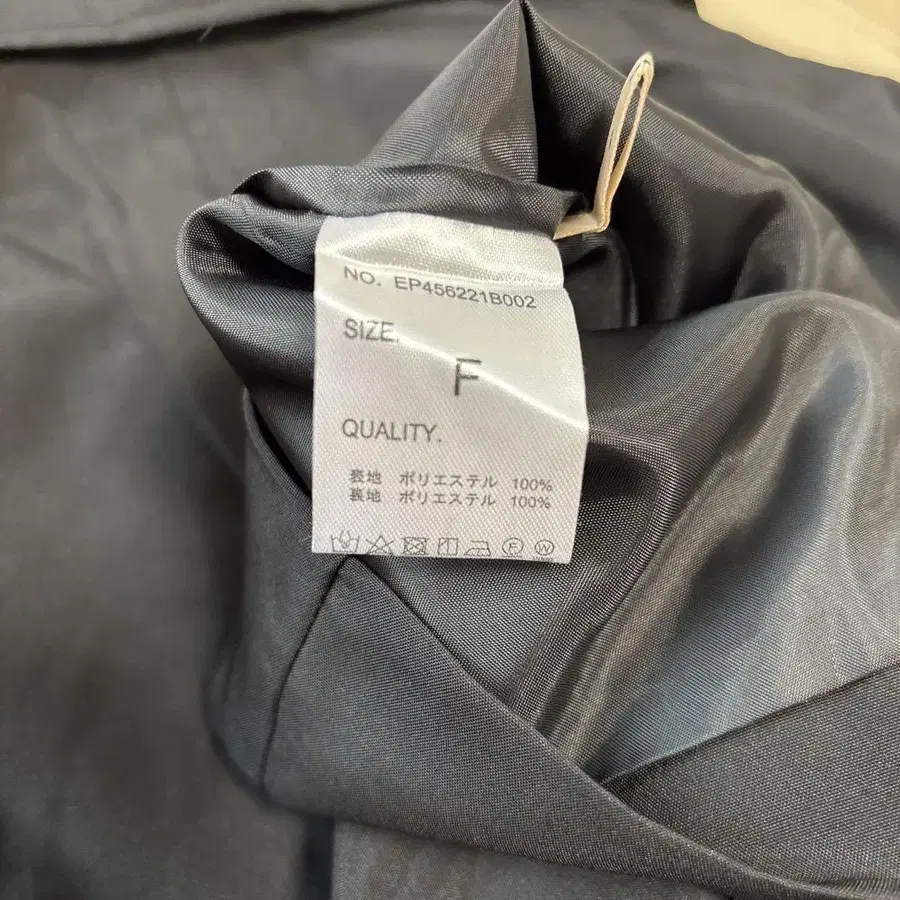 NO. EP456221B002
SIZE.
F
QUALITY.
表地 ポリエステル 100%
裏地 ポリエステル 100%
F W